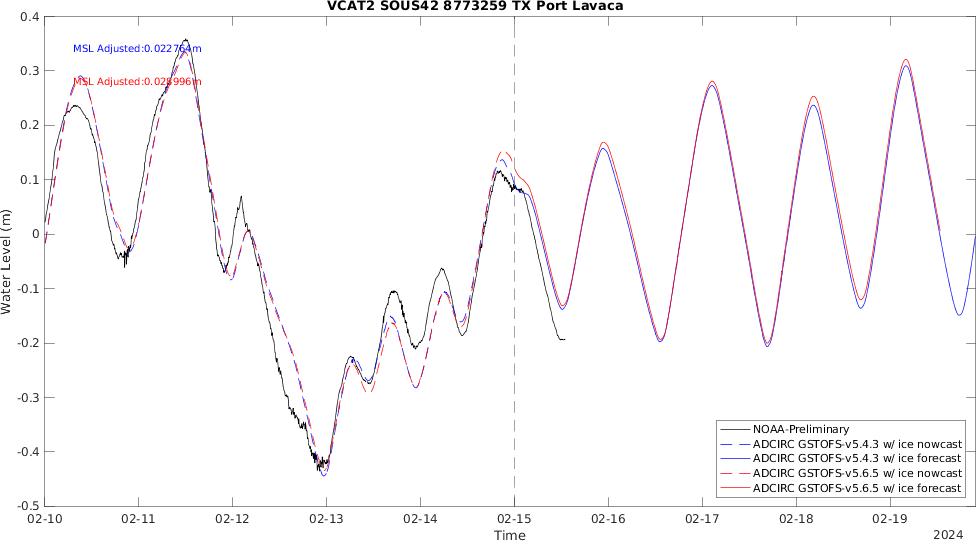 VCAT2 SOUS42 8773259 TX Port Lavaca
MSL Adjusted:0.022764m
MSL Adjusted:0.028996m
Water Level (m)
0.4
0.3
0.2
0.1
0
-0.1
-0.2
-0.3
-0.4
-0.5
NOAA-Preliminary
ADCIRC GSTOFS-v5.4.3 w/ ice nowcast
ADCIRC GSTOFS-v5.4.3 w/ ice forecast
ADCIRC GSTOFS-v5.6.5 w/ ice nowcast
ADCIRC GSTOFS-v5.6.5 w/ ice forecast
02-10 02-11 02-12 02-13 02-14 02-15 02-16 02-17 02-18 02-19
Time
2024